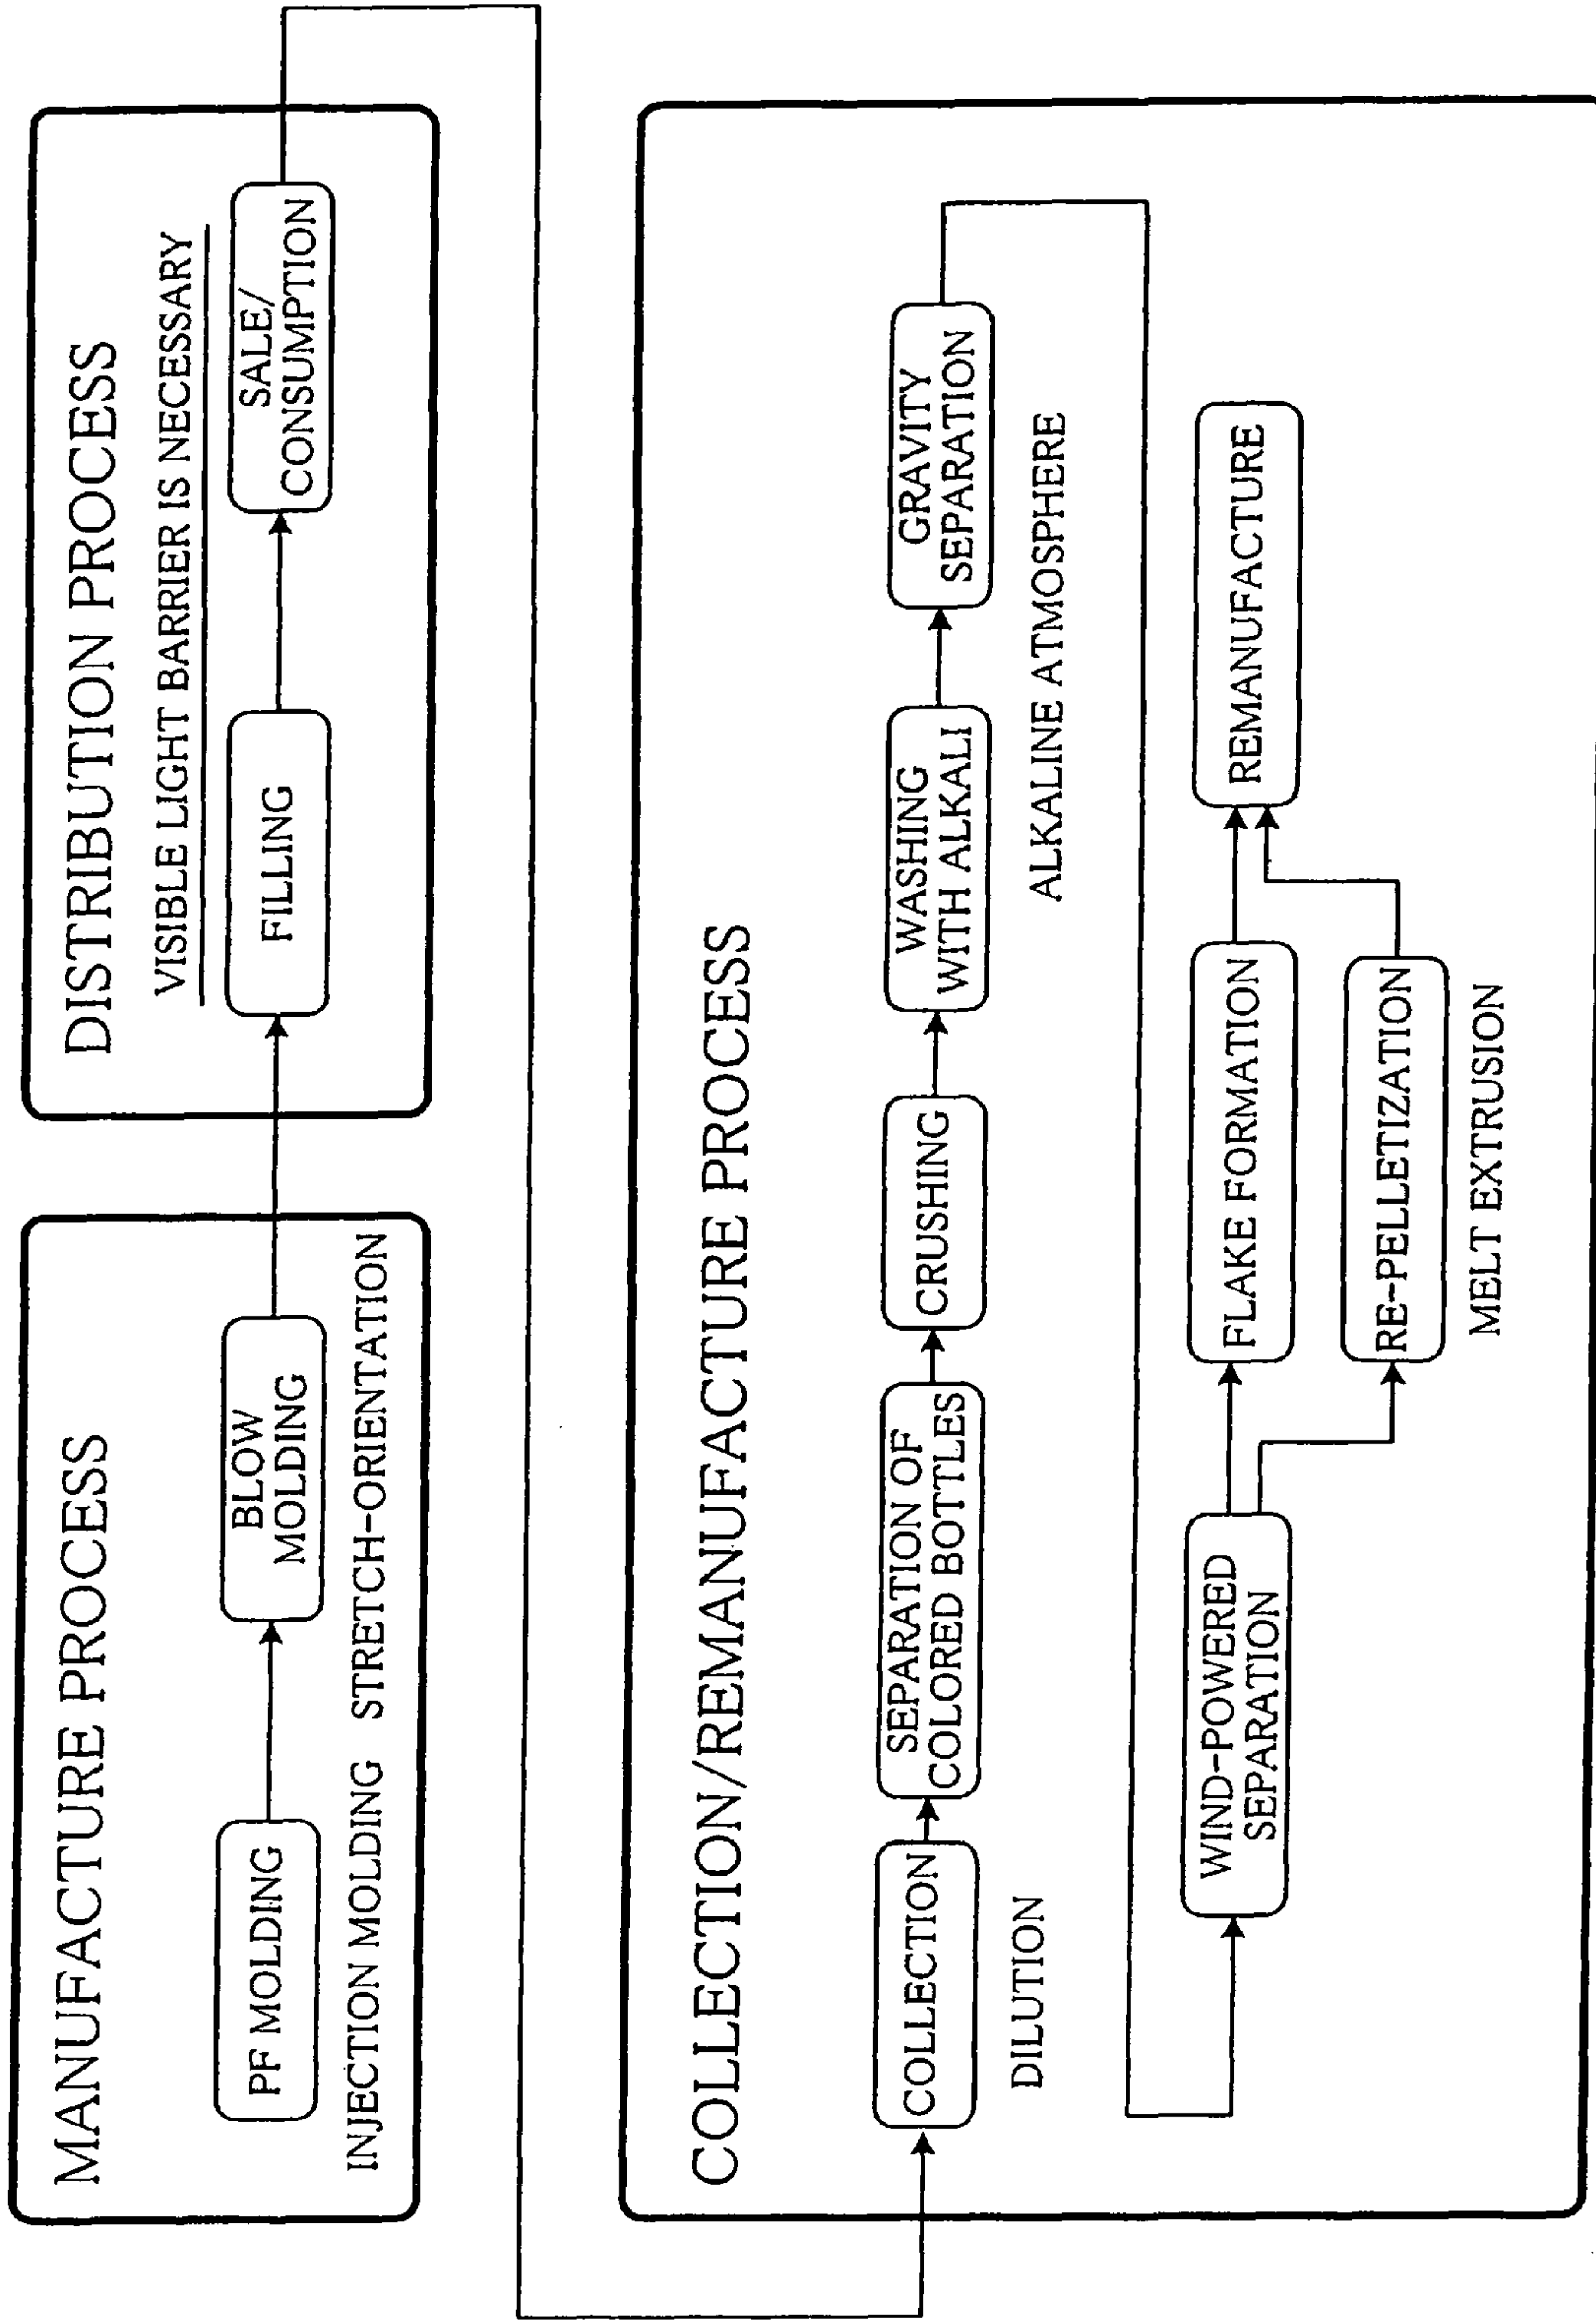 MANUFACTURE PROCESS
PF MOLDING
BLOW
MOLDING
INJECTION MOLDING
STRETCH-ORIENTATION
DISTRIBUTION PROCESS
VISIBLE LIGHT BARRIER IS NECESSARY
FILLING
SALE/
CONSUMPTION
COLLECTION/REMANUFACTURE PROCESS
COLLECTION
SEPARATION OF
COLORED BOTTLES
CRUSHING
WASHING
WITH ALKALI
GRAVITY
SEPARATION
DILUTION
ALKALINE ATMOSPHERE
WIND-POWERED
SEPARATION
FLAKE FORMATION
REMANUFACTURE
RE-PELLETIZATION
MELT EXTRUSION